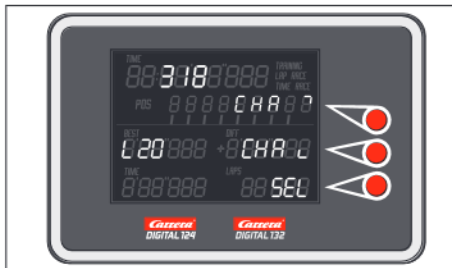 TIME
318
TRAINING
LAP RACE
TIME RACE
POS CHA ?
BEST DIFF
L20 + CHAL
TIME LAPS
SEL
Carrera Carrera
DIGITAL 124 DIGITAL 132